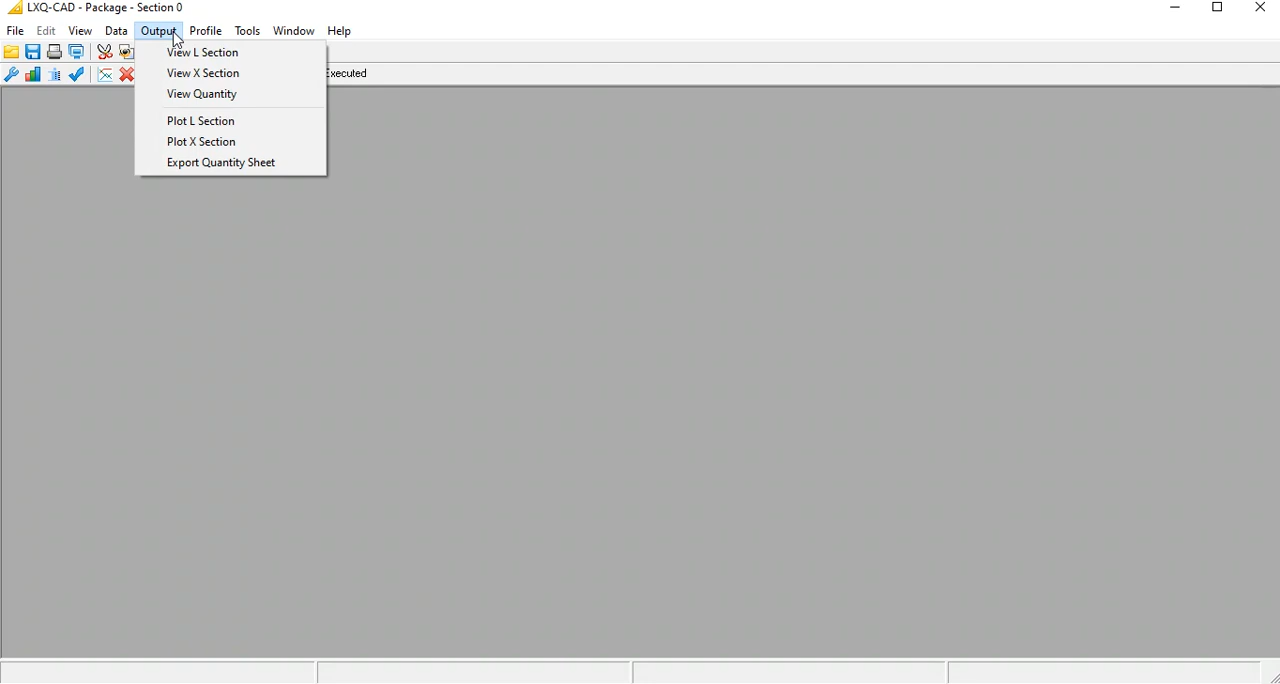 LXQ-CAD - Package - Section 0
File Edit View Data Output Profile Tools Window Help
View L Section
View X Section
Executed
View Quantity
Plot L Section
Plot X Section
Export Quantity Sheet